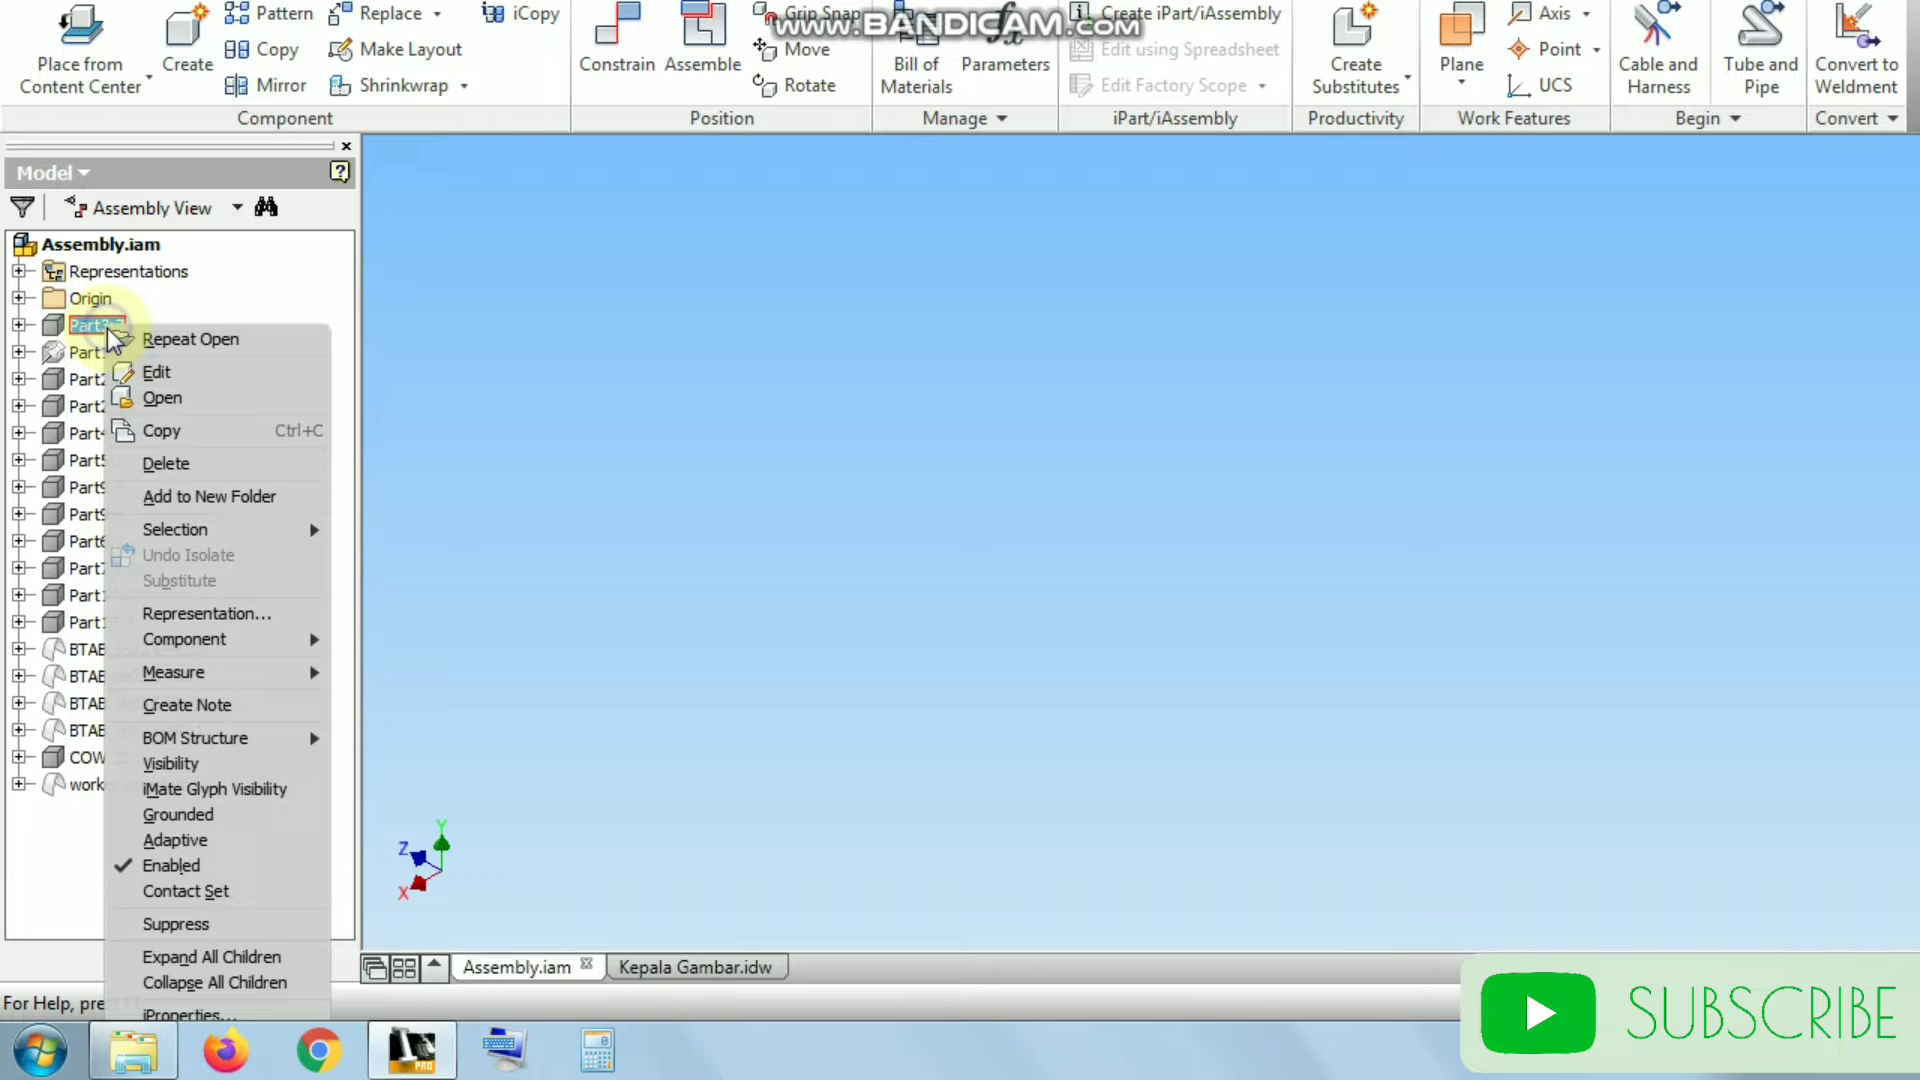 Place from
Content Center
Create
Pattern
Copy
Mirror
Replace
Make Layout
Shrinkwrap
iCopy
Component
Constrain
Assemble
Grip Snap
Move
Rotate
Position
www.BANDICAM.com
Bill of
Materials
Parameters
Manage
Create iPart/iAssembly
Edit using Spreadsheet
Edit Factory Scope
iPart/iAssembly
Create
Substitutes
Productivity
Plane
Axis
Point
UCS
Work Features
Cable and
Harness
Tube and
Pipe
Begin
Convert to
Weldment
Convert
Model
Assembly View
Assembly.iam
Representations
Origin
Repeat Open
Edit
Open
Copy Ctrl+C
Delete
Add to New Folder
Selection
Undo Isolate
Substitute
Representation...
Component
Measure
Create Note
BOM Structure
Visibility
iMate Glyph Visibility
Grounded
Adaptive
Enabled
Contact Set
Suppress
Expand All Children
Collapse All Children
iProperties...
Y
Z
X
Assembly.iam
Kepala Gambar.idw
For Help, pre
PRO
SUBSCRIBE